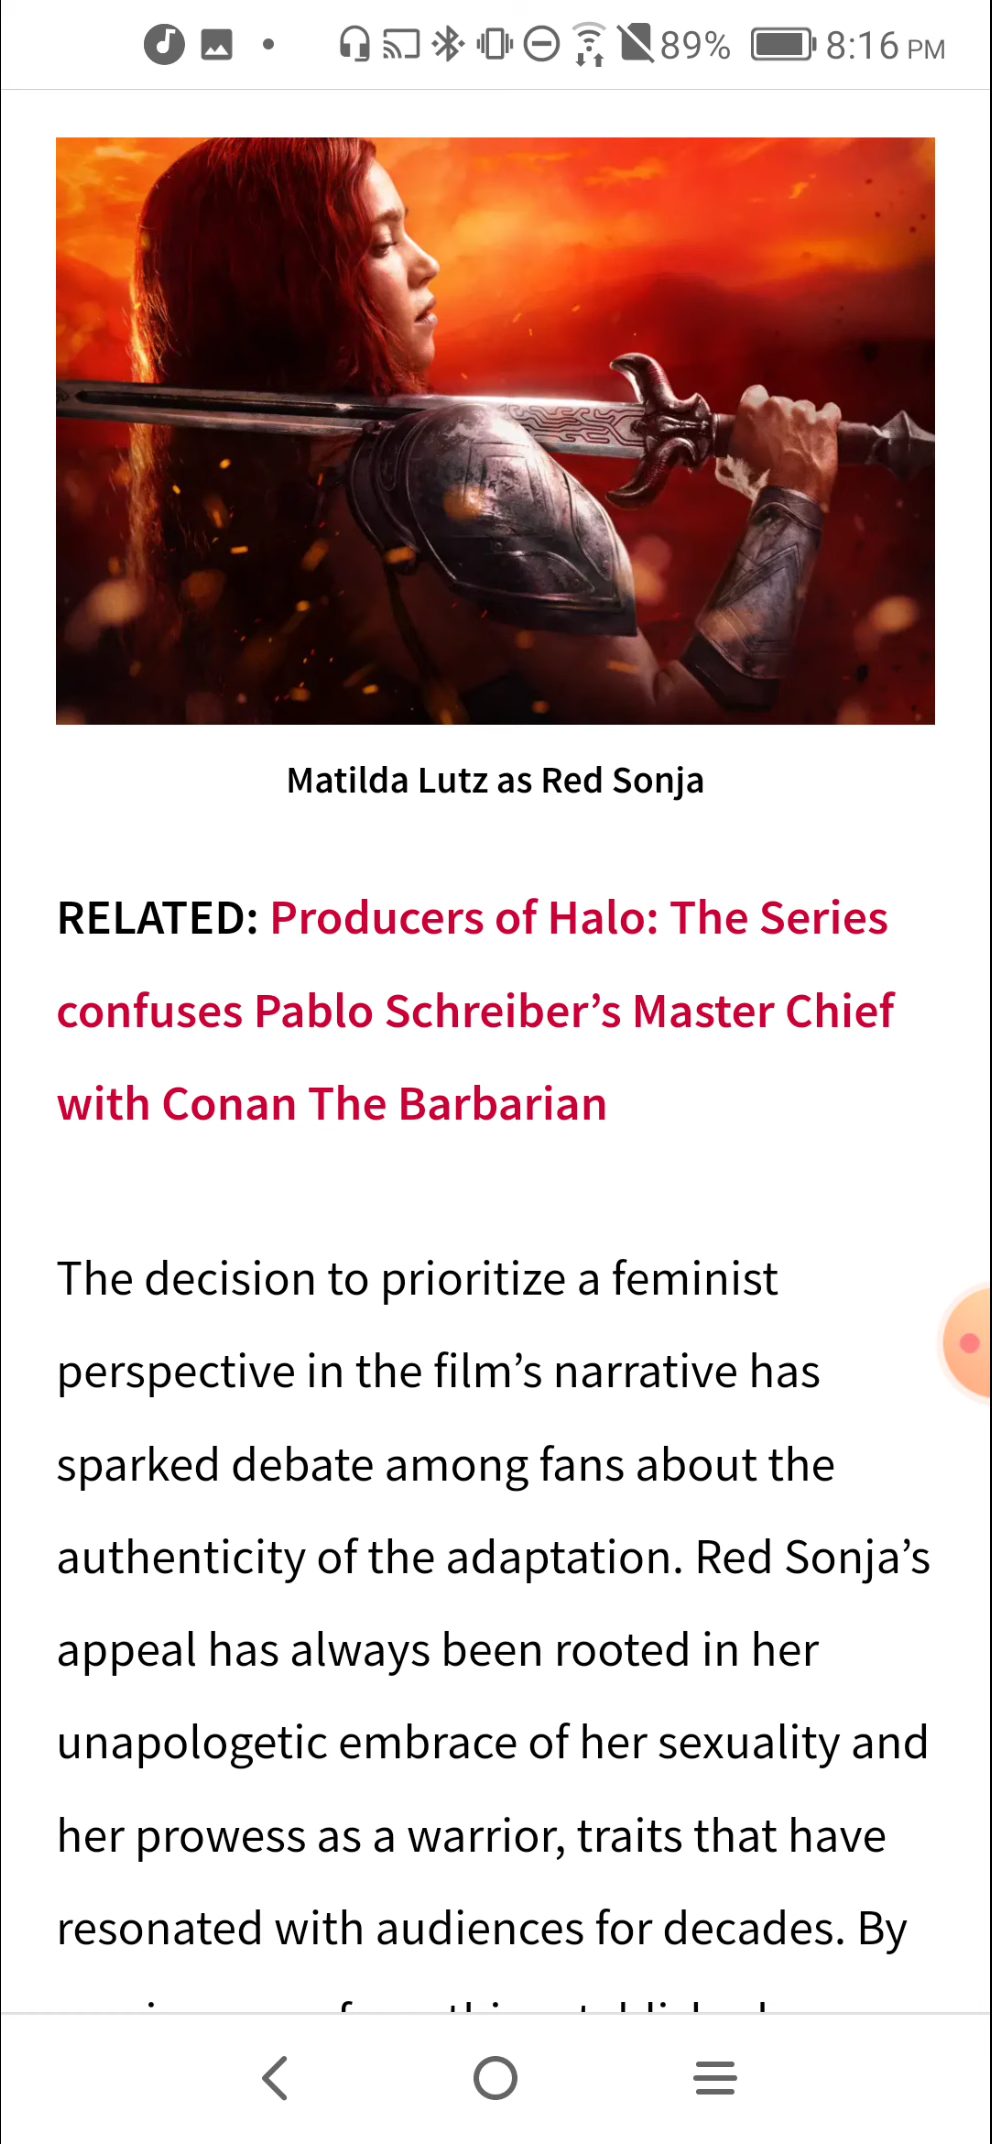 89% 8:16 PM
Matilda Lutz as Red Sonja
RELATED: Producers of Halo: The Series
confuses Pablo Schreiber’s Master Chief
with Conan The Barbarian
The decision to prioritize a feminist
perspective in the film’s narrative has
sparked debate among fans about the
authenticity of the adaptation. Red Sonja’s
appeal has always been rooted in her
unapologetic embrace of her sexuality and
her prowess as a warrior, traits that have
resonated with audiences for decades. By